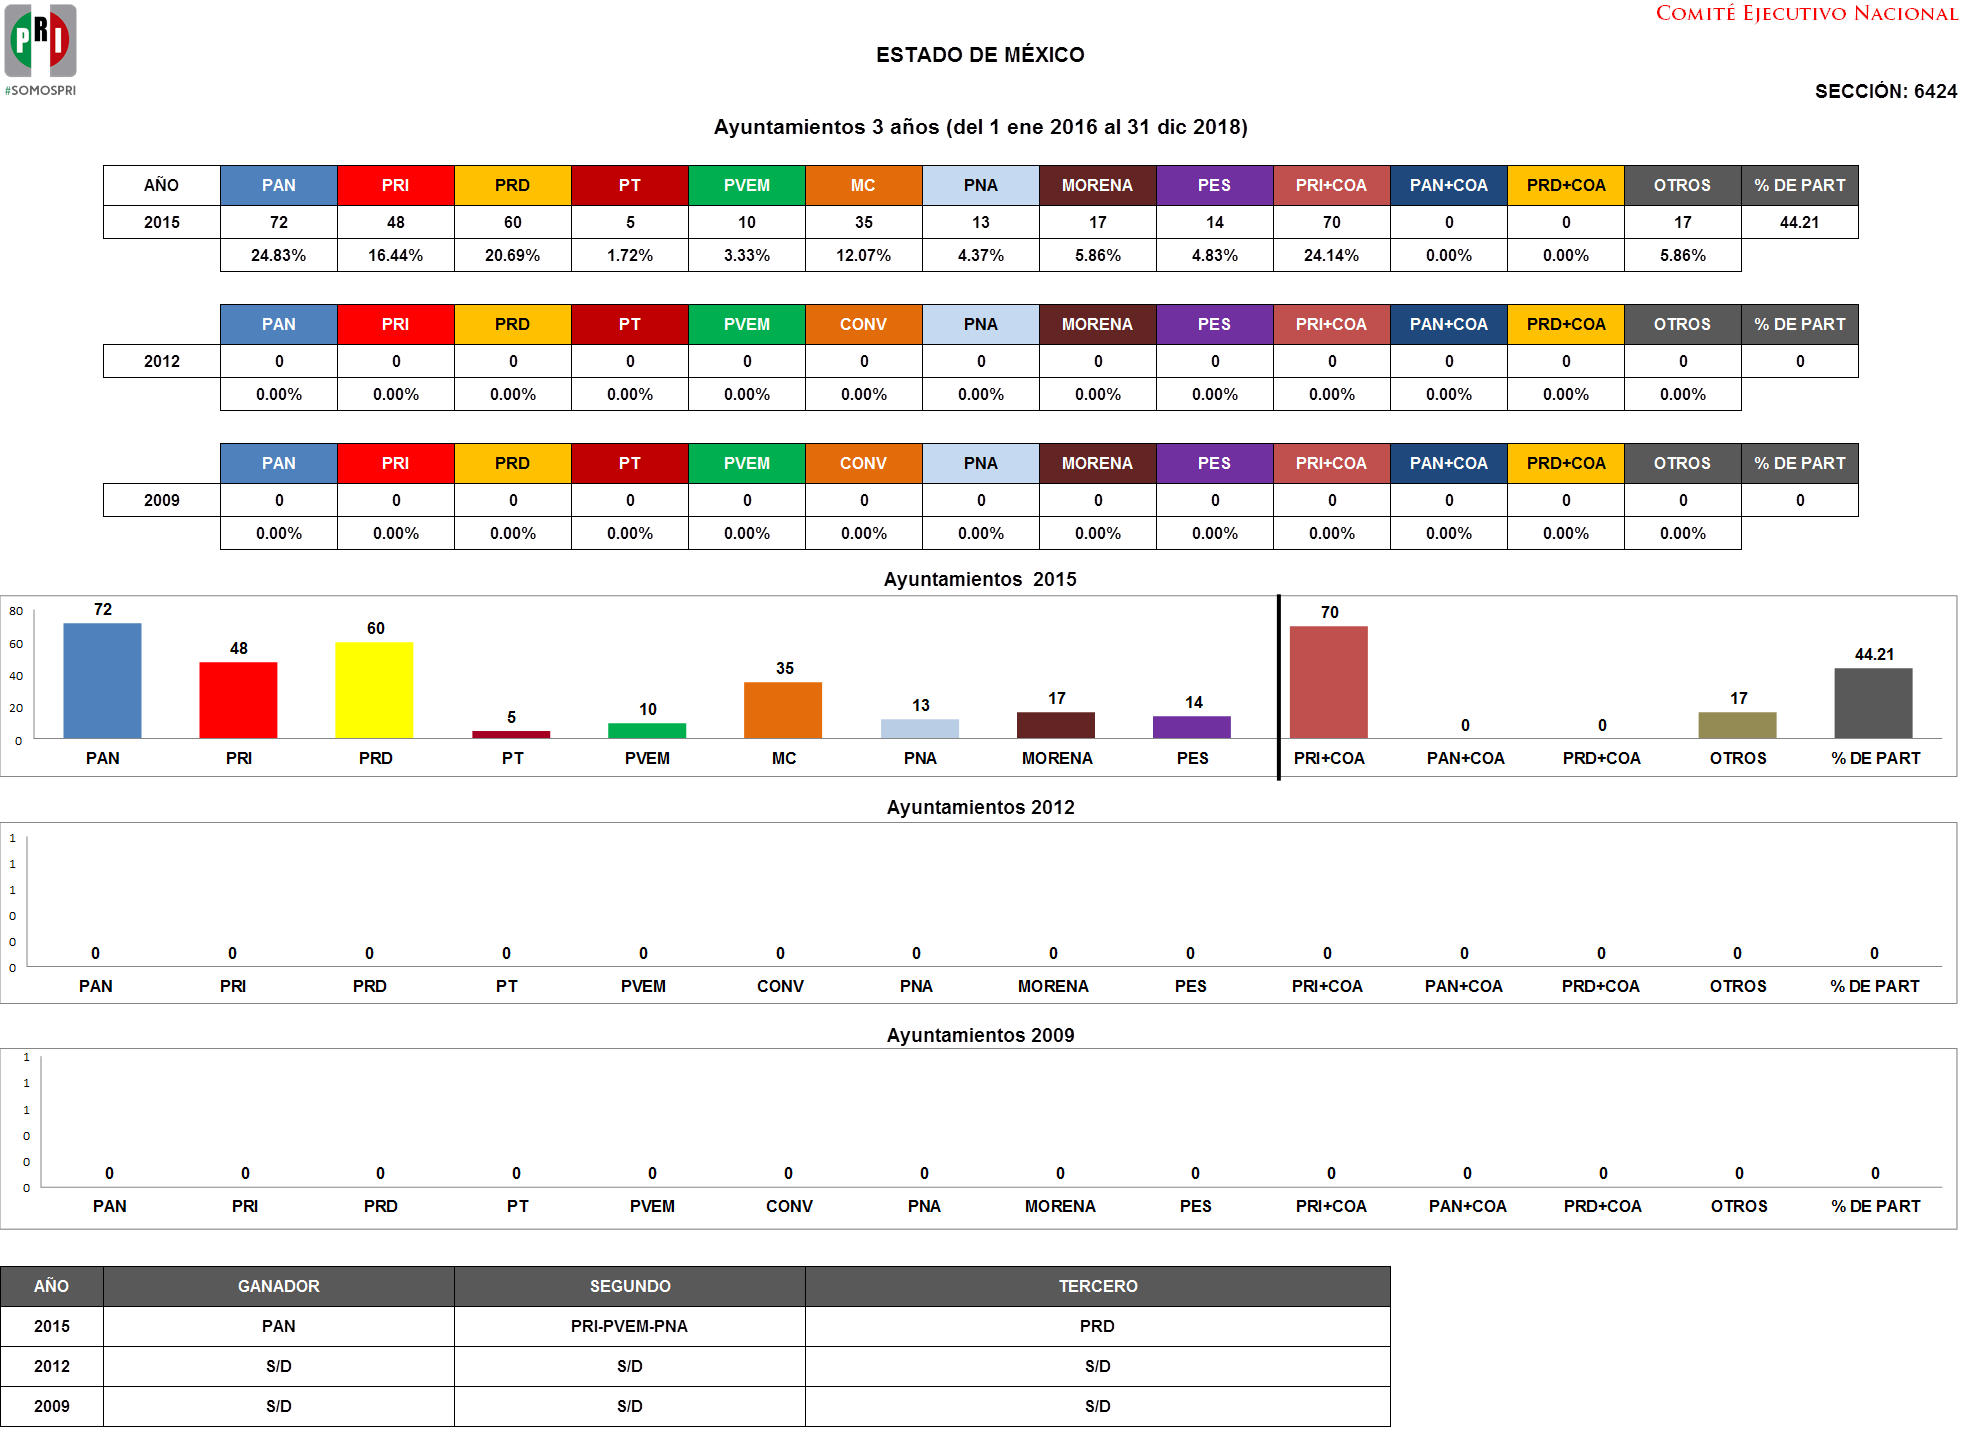 PRI
#SOMOSPRI
COMITÉ EJECUTIVO NACIONAL
ESTADO DE MÉXICO
SECCIÓN: 6424
Ayuntamientos 3 años (del 1 ene 2016 al 31 dic 2018)
AÑO PAN PRI PRD PT PVEM MC PNA MORENA PES PRI+COA PAN+COA PRD+COA OTROS % DE PART
2015 72 48 60 5 10 35 13 17 14 70 0 0 17 44.21
24.83% 16.44% 20.69% 1.72% 3.33% 12.07% 4.37% 5.86% 4.83% 24.14% 0.00% 0.00% 5.86%
PAN PRI PRD PT PVEM CONV PNA MORENA PES PRI+COA PAN+COA PRD+COA OTROS % DE PART
2012 0 0 0 0 0 0 0 0 0 0 0 0 0 0
0.00% 0.00% 0.00% 0.00% 0.00% 0.00% 0.00% 0.00% 0.00% 0.00% 0.00% 0.00% 0.00%
PAN PRI PRD PT PVEM CONV PNA MORENA PES PRI+COA PAN+COA PRD+COA OTROS % DE PART
2009 0 0 0 0 0 0 0 0 0 0 0 0 0 0
0.00% 0.00% 0.00% 0.00% 0.00% 0.00% 0.00% 0.00% 0.00% 0.00% 0.00% 0.00% 0.00%
Ayuntamientos 2015
80
60
40
20
0
72 48 60 5 10 35 13 17 14 70 0 0 17 44.21
PAN PRI PRD PT PVEM MC PNA MORENA PES PRI+COA PAN+COA PRD+COA OTROS % DE PART
Ayuntamientos 2012
1
1
1
0
0
0
0 0 0 0 0 0 0 0 0 0 0 0 0 0
PAN PRI PRD PT PVEM CONV PNA MORENA PES PRI+COA PAN+COA PRD+COA OTROS % DE PART
Ayuntamientos 2009
1
1
1
0
0
0
0 0 0 0 0 0 0 0 0 0 0 0 0 0
PAN PRI PRD PT PVEM CONV PNA MORENA PES PRI+COA PAN+COA PRD+COA OTROS % DE PART
AÑO GANADOR SEGUNDO TERCERO
2015 PAN PRI-PVEM-PNA PRD
2012 S/D S/D S/D
2009 S/D S/D S/D